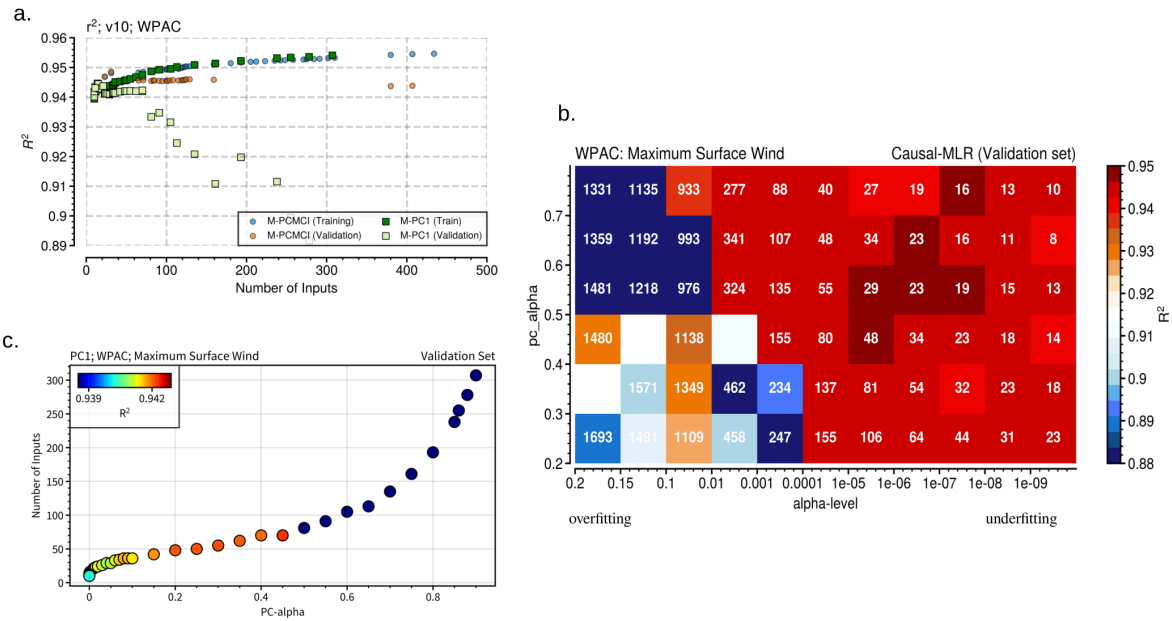 a.
r²; v10; WPAC
0.96
0.95
0.94
0.93
0.92
0.91
0.9
0.89
R²
0 100 200 300 400 500
Number of Inputs
M-PCMCI (Training) M-PC1 (Train)
M-PCMCI (Validation) M-PC1 (Validation)
b.
WPAC: Maximum Surface Wind Causal-MLR (Validation set)
1331 1135 933 277 88 40 27 19 16 13 10
1359 1192 993 341 107 48 34 23 16 11 8
1481 1218 976 324 135 55 29 23 19 15 13
1480 1138 155 80 48 34 23 18 14
1571 1349 462 234 137 81 54 32 23 18
1693 1491 1109 458 247 155 106 64 44 31 23
0.7
0.6
0.5
0.4
0.3
0.2
pc_alpha
0.2 0.15 0.1 0.01 0.001 0.0001 1e-05 1e-06 1e-07 1e-08 1e-09
alpha-level
overfitting underfitting
0.95
0.94
0.93
0.92
0.91
0.9
0.89
0.88
R²
c.
PC1; WPAC; Maximum Surface Wind Validation Set
0.939 0.942
R²
300
250
200
150
100
50
0
Number of Inputs
0 0.2 0.4 0.6 0.8
PC-alpha